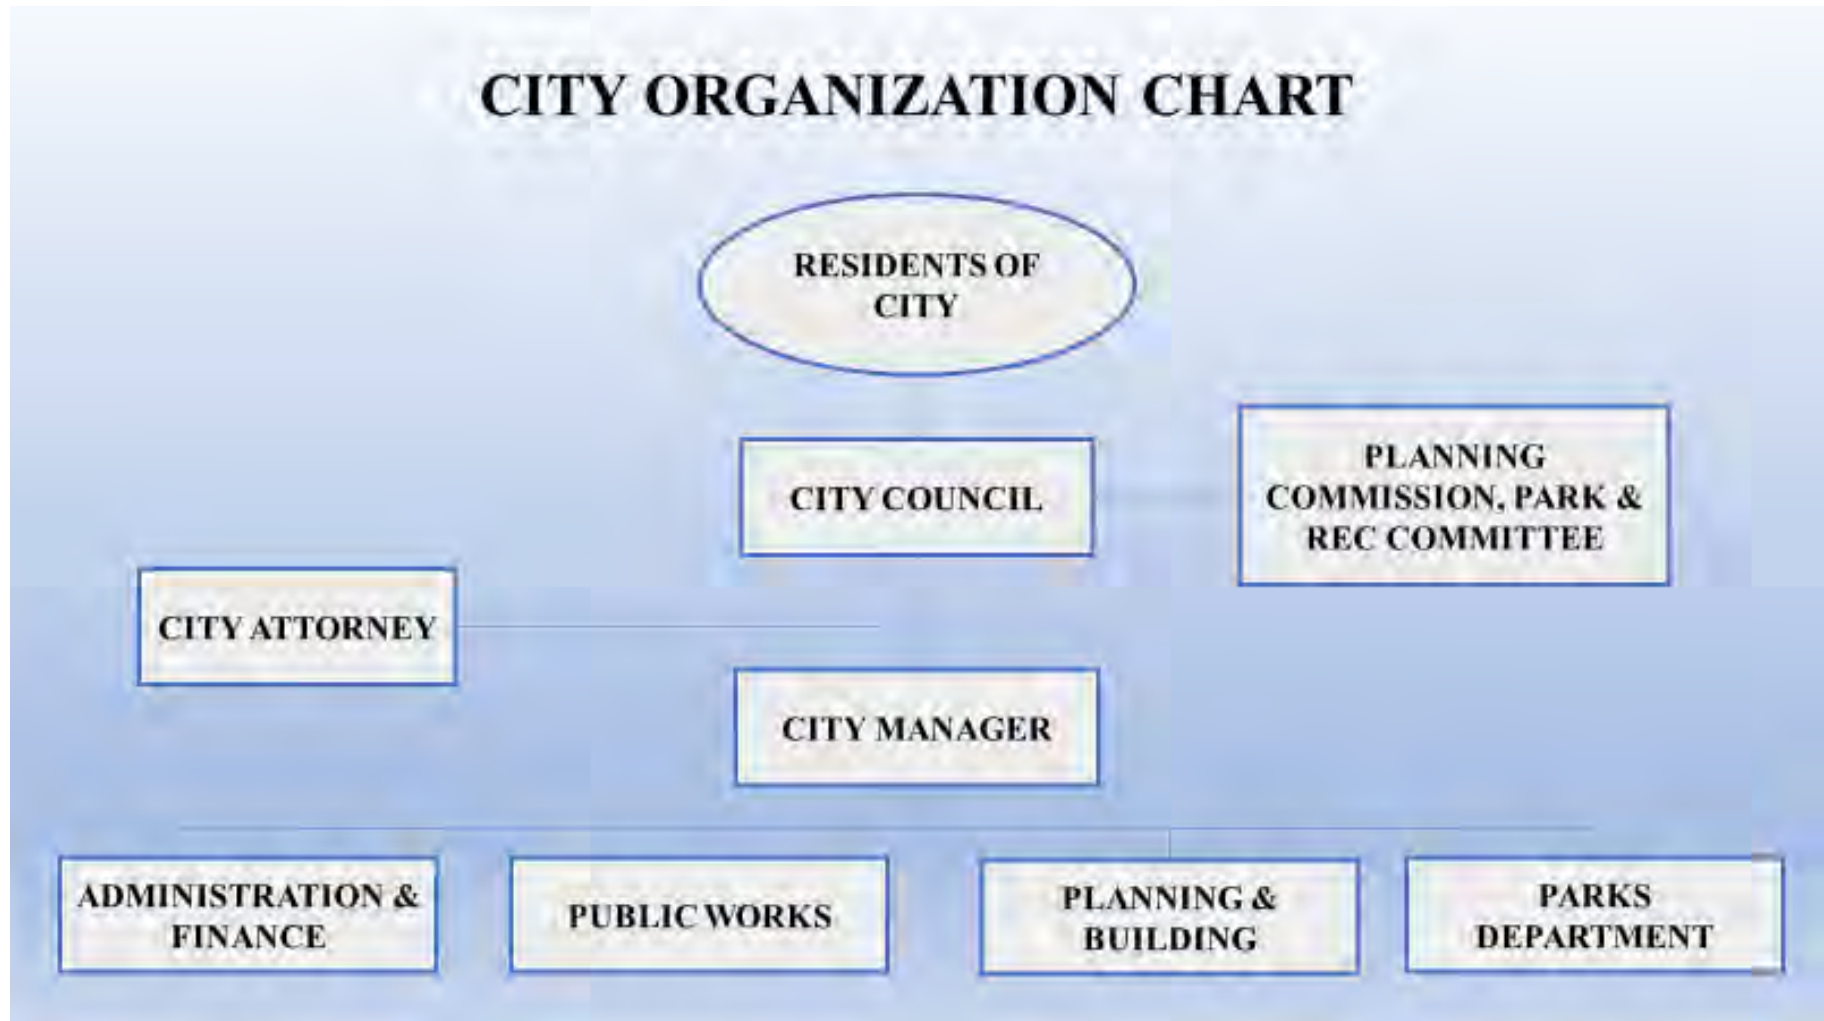 CITY ORGANIZATION CHART
RESIDENTS OF
CITY
CITY COUNCIL
PLANNING
COMMISSION, PARK &
REC COMMITTEE
CITY ATTORNEY
CITY MANAGER
ADMINISTRATION &
FINANCE
PUBLIC WORKS
PLANNING &
BUILDING
PARKS
DEPARTMENT